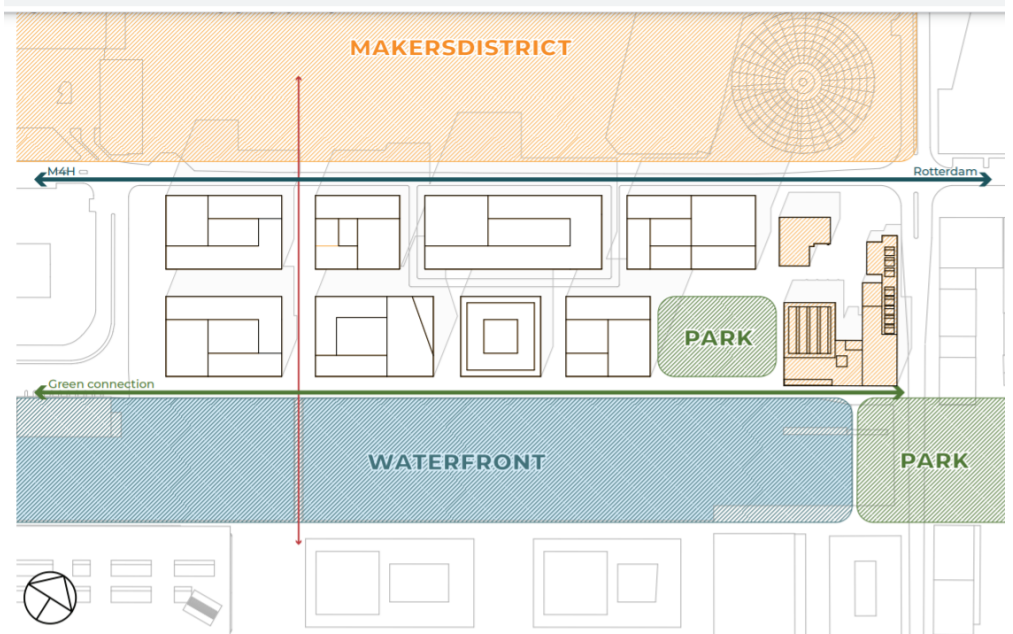 MAKERSDISTRICT
M4H
Rotterdam
PARK
Green connection
WATERFRONT
PARK